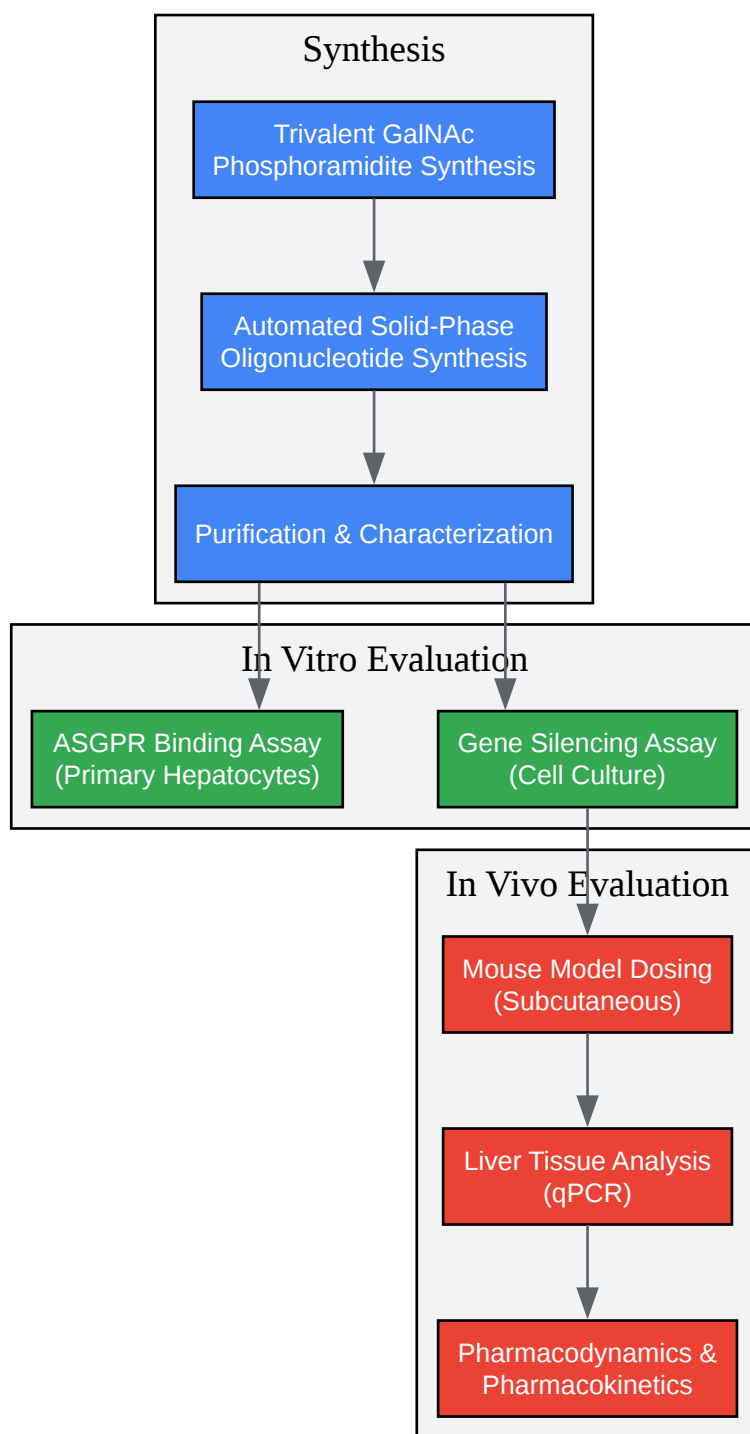 Synthesis
Trivalent GalNAc
Phosphoramidite Synthesis
Automated Solid-Phase
Oligonucleotide Synthesis
Purification & Characterization
In Vitro Evaluation
ASGPR Binding Assay
(Primary Hepatocytes)
Gene Silencing Assay
(Cell Culture)
In Vivo Evaluation
Mouse Model Dosing
(Subcutaneous)
Liver Tissue Analysis
(qPCR)
Pharmacodynamics &
Pharmacokinetics